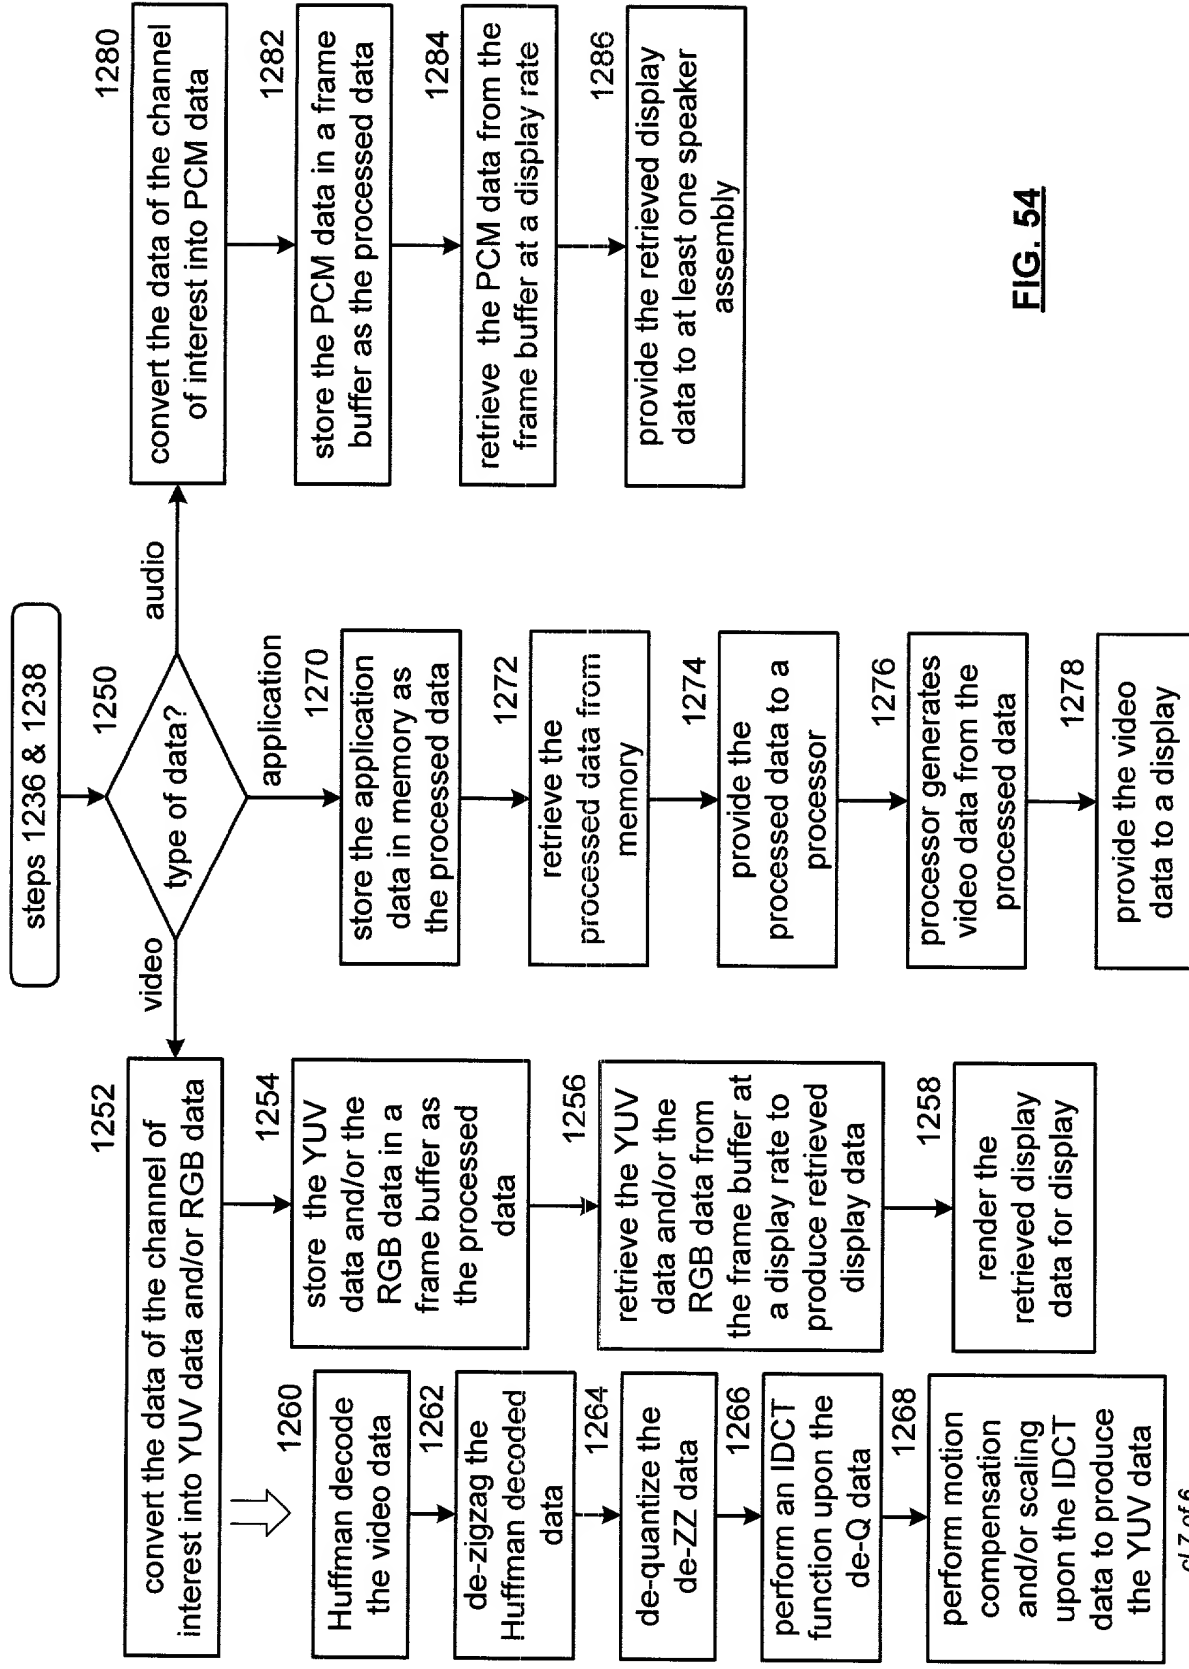 steps 1236 & 1238
1250
type of data?
video
application
audio
1252
convert the data of the channel of
interest into YUV data and/or RGB data
1254
store the YUV
data and/or the
RGB data in a
frame buffer as
the processed
data
1256
retrieve the YUV
data and/or the
RGB data from
the frame buffer at
a display rate to
produce retrieved
display data
1258
render the
retrieved display
data for display
1260
Huffman decode
the video data
1262
de-zigzag the
Huffman decoded
data
1264
de-quantize the
de-ZZ data
1266
perform an IDCT
function upon the
de-Q data
1268
perform motion
compensation
and/or scaling
upon the IDCT
data to produce
the YUV data
1270
store the application
data in memory as
the processed data
1272
retrieve the
processed data from
memory
1274
provide the
processed data to a
processor
1276
processor generates
video data from the
processed data
1278
provide the video
data to a display
1280
convert the data of the channel
of interest into PCM data
1282
store the PCM data in a frame
buffer as the processed data
1284
retrieve the PCM data from the
frame buffer at a display rate
1286
provide the retrieved display
data to at least one speaker
assembly
FIG. 54
cl 7 of 6